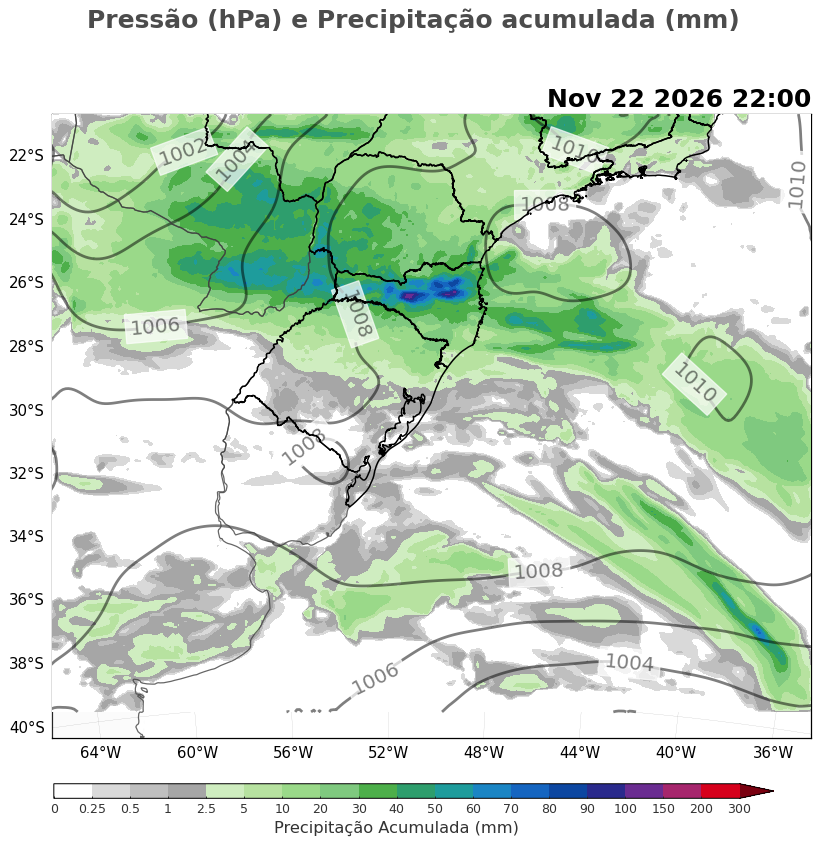 Pressão (hPa) e Precipitação acumulada (mm)
Nov 22 2026 22:00
1002
1004
1010
1010
1008
1006
1008
1010
1008
1008
1006
1004
22°S
24°S
26°S
28°S
30°S
32°S
34°S
36°S
38°S
40°S
64°W 60°W 56°W 52°W 48°W 44°W 40°W 36°W
0 0.25 0.5 1 2.5 5 10 20 30 40 50 60 70 80 90 100 150 200 300
Precipitação Acumulada (mm)